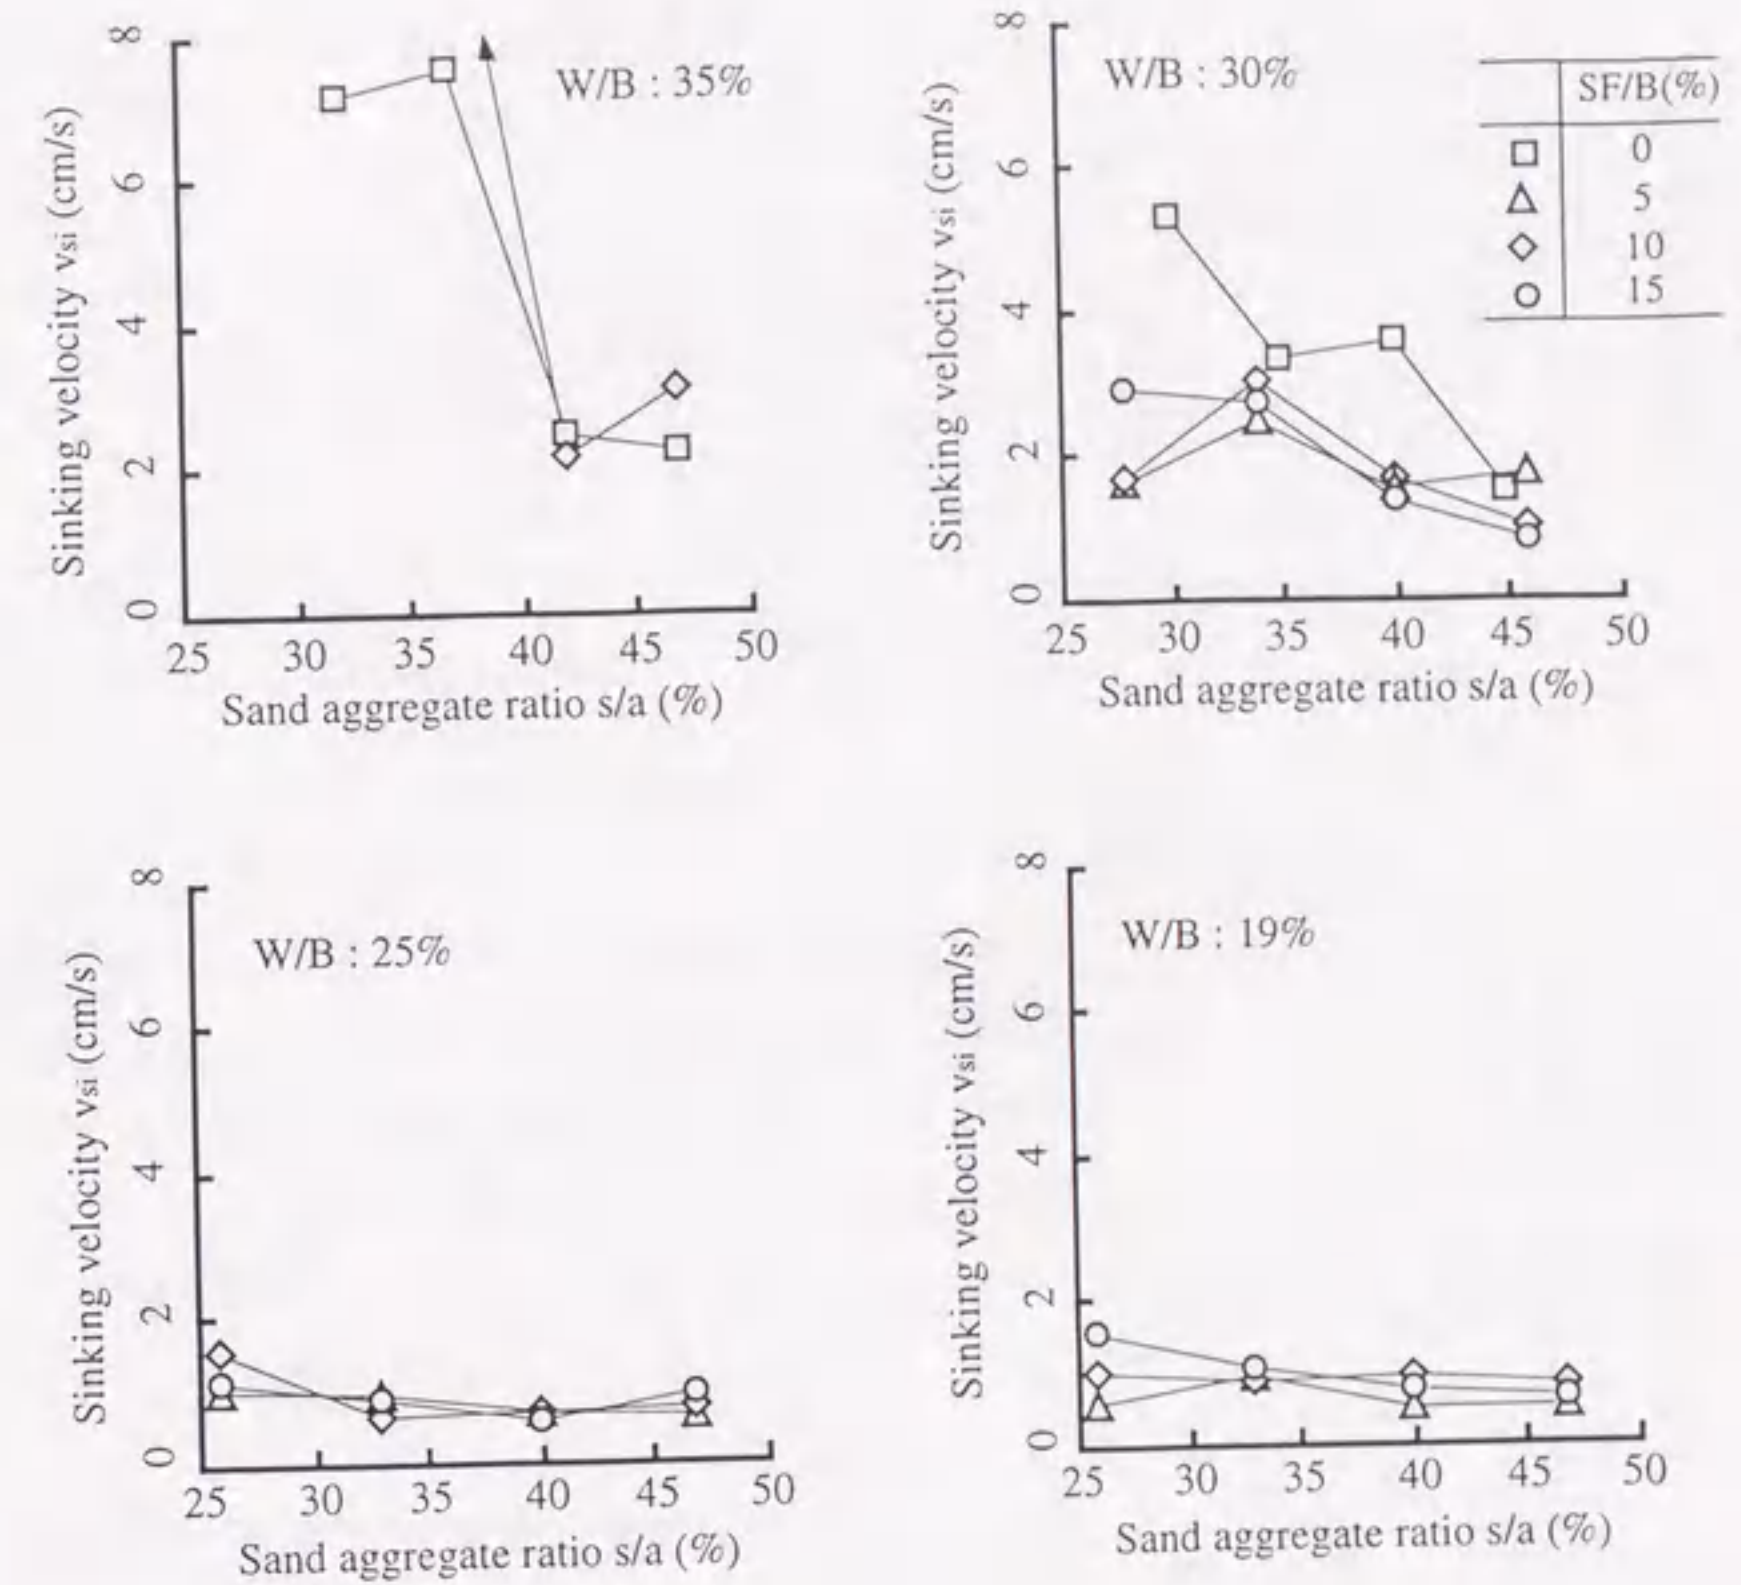 W/B : 35%
8
6
4
2
0
Sinking velocity vsi (cm/s)
25 30 35 40 45 50
Sand aggregate ratio s/a (%)
W/B : 30%
8
6
4
2
0
Sinking velocity vsi (cm/s)
25 30 35 40 45 50
Sand aggregate ratio s/a (%)
SF/B(%)
0
5
10
15
W/B : 25%
8
6
4
2
0
Sinking velocity vsi (cm/s)
25 30 35 40 45 50
Sand aggregate ratio s/a (%)
W/B : 19%
8
6
4
2
0
Sinking velocity vsi (cm/s)
25 30 35 40 45 50
Sand aggregate ratio s/a (%)